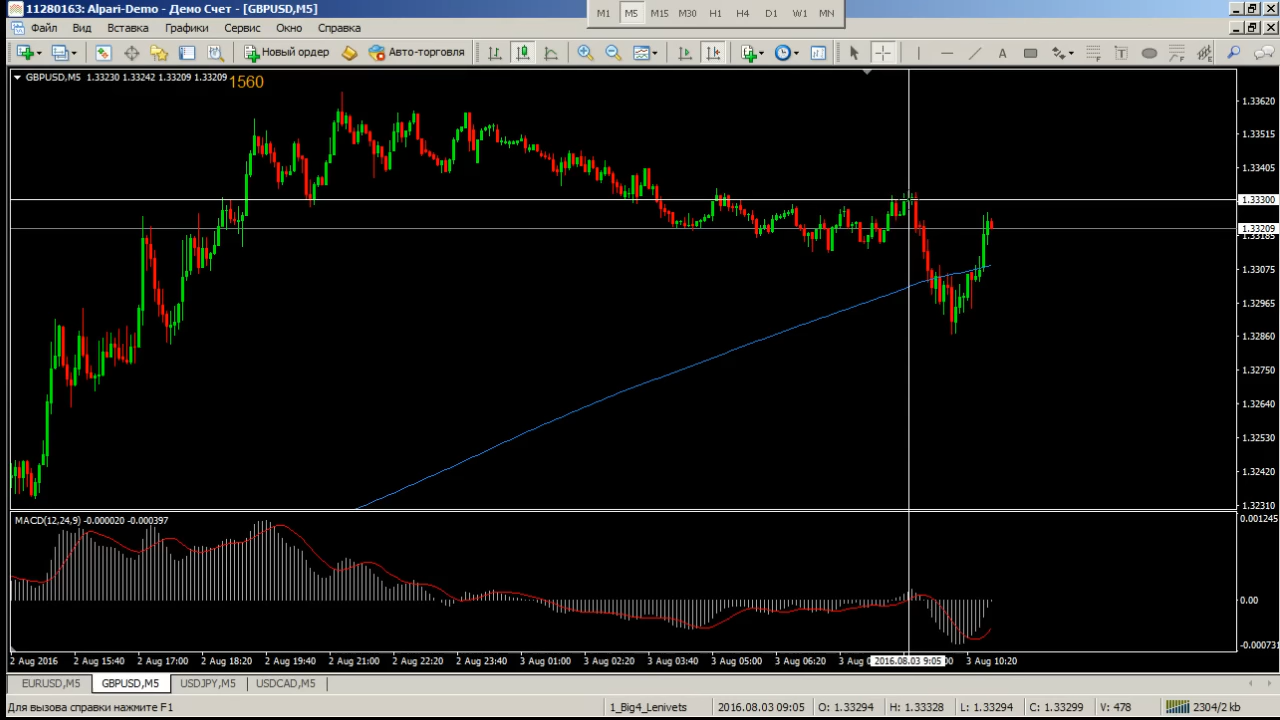 11280163: Alpari-Demo - Демо Счет - [GBPUSD,M5]
M1 M5 M15 M30 H1 H4 D1 W1 MN
Файл Вид Вставка Графики Сервис Окно Справка
Новый ордер Авто-торговля
GBPUSD,M5 1.33230 1.33242 1.33209 1.33209
1560
1.33620
1.33515
1.33405
1.33300
1.33209
1.33185
1.33075
1.32965
1.32860
1.32750
1.32640
1.32530
1.32420
1.32310
MACD(12,24,9) -0.000020 -0.000397
0.001245
0.00
-0.000731
2 Aug 2016 2 Aug 15:40 2 Aug 17:00 2 Aug 18:20 2 Aug 19:40 2 Aug 21:00 2 Aug 22:20 2 Aug 23:40 3 Aug 01:00 3 Aug 02:20 3 Aug 03:40 3 Aug 05:00 3 Aug 06:20 3 Aug 2016.08.03 9:05 3 Aug 10:20
EURUSD,M5 GBPUSD,M5 USDJPY,M5 USDCAD,M5
Для вызова справки нажмите F1 1_Big4_Lenivets 2016.08.03 09:05 O: 1.33294 H: 1.33328 L: 1.33294 C: 1.33299 V: 478 2304/2 kb